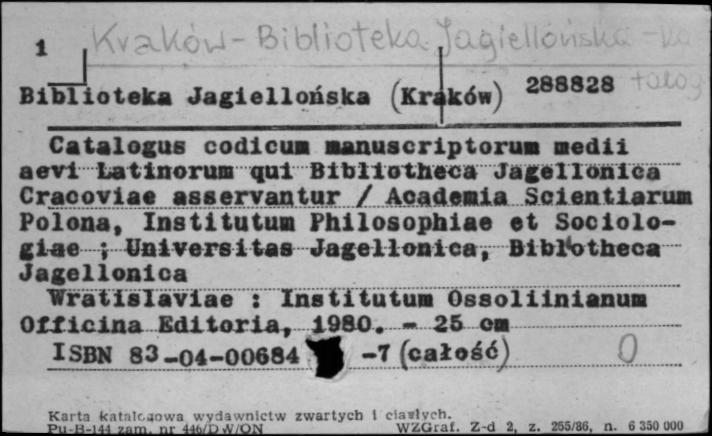 Kraków - Biblioteka Jagiellońska - ka
talog
1
Biblioteka Jagiellońska (Kraków) 288828
Catalogus codicum manuscriptorum medii
aevi Latinorum qui Bibliotheca Jagellonica
Cracoviae asservantur / Academia Scientiarum
Polona, Institutum Philosophiae et Sociolo-
giae ; Universitas Jagellonica, Bibliotheca
Jagellonica
Wratislaviae : Institutum Ossoliinianum
Officina Editoria, 1980. - 25 cm
ISBN 83-04-00684 -7 (całość) 0
Karta katalogowa wydawnictw zwartych i ciągłych.
Pu-B-144 zam. nr 446/DW/ON WZGraf. Z-d 2, z. 265/86, n. 6 350 000